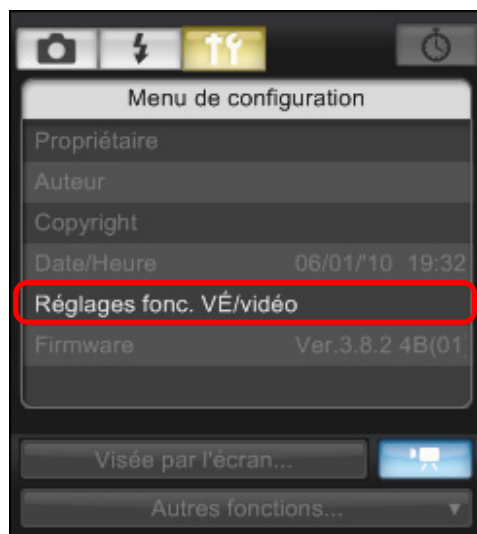 Menu de configuration
Propriétaire
Auteur
Copyright
Date/Heure 06/01/'10 19:32
Réglages fonc. VÉ/vidéo
Firmware Ver.3.8.2 4B(01
Visée par l'écran...
Autres fonctions...